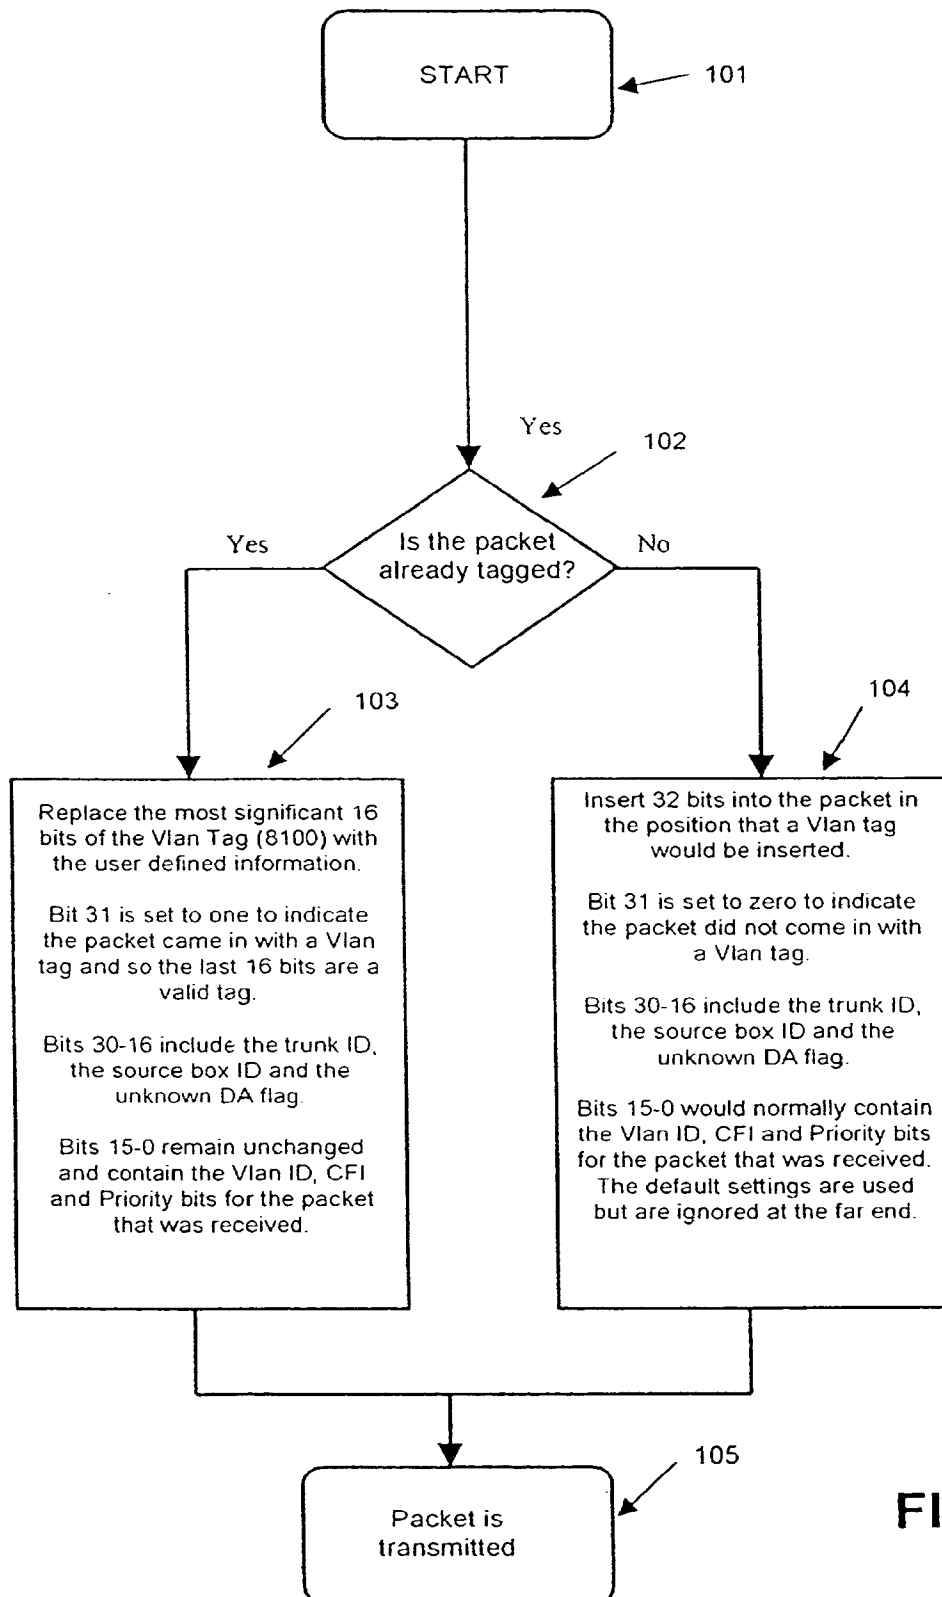 START
101
Yes
102
Is the packet
already tagged?
Yes
No
103
104
Replace the most significant 16
bits of the Vlan Tag (8100) with
the user defined information.
Bit 31 is set to one to indicate
the packet came in with a Vlan
tag and so the last 16 bits are a
valid tag.
Bits 30-16 include the trunk ID,
the source box ID and the
unknown DA flag.
Bits 15-0 remain unchanged
and contain the Vlan ID, CFI
and Priority bits for the packet
that was received.
Insert 32 bits into the packet in
the position that a Vlan tag
would be inserted.
Bit 31 is set to zero to indicate
the packet did not come in with
a Vlan tag.
Bits 30-16 include the trunk ID,
the source box ID and the
unknown DA flag.
Bits 15-0 would normally contain
the Vlan ID, CFI and Priority bits
for the packet that was received.
The default settings are used
but are ignored at the far end.
105
Packet is
transmitted
FI